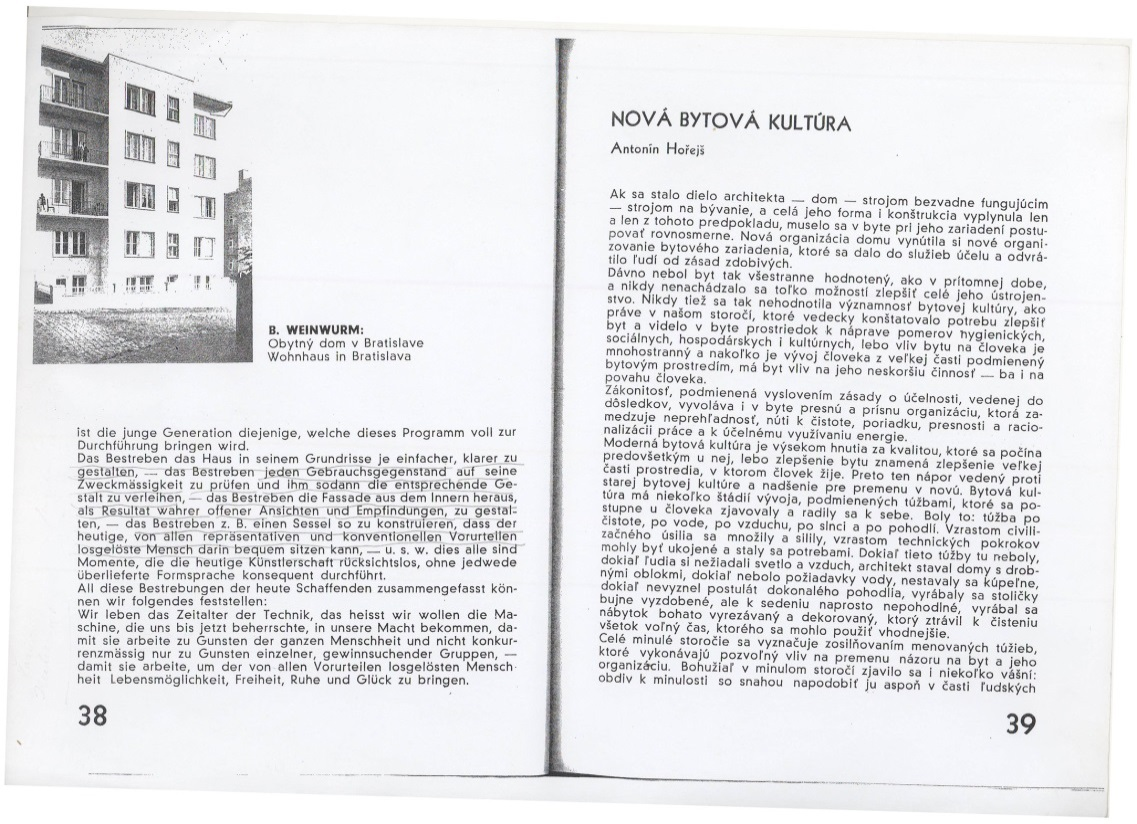 B. WEINWURM:
Obytný dom v Bratislave
Wohnhaus in Bratislava
ist die junge Generation diejenige, welche dieses Programm voll zur
Durchführung bringen wird.
Das Bestreben das Haus in seinem Grundrisse je einfacher, klarer zu
gestalten, — das Bestreben jeden Gebrauchsgegenstand auf seine
Zweckmässigkeit zu prüfen und ihm sodann die entsprechende Ge-
stalt zu verleihen, — das Bestreben die Fassade aus dem Innern heraus,
als Resultat wahrer offener Ansichten und Empfindungen, zu gestal-
ten, — das Bestreben z. B. einen Sessel so zu konstruieren, dass der
heutige, von allen repräsentativen und konventionellen Vorurteilen
losgelöste Mensch darin bequem sitzen kann, — u. s. w. dies alle sind
Momente, die die heutige Künstlerschaft rücksichtslos, ohne jedwede
überlieferte Formsprache konsequent durchführt.
All diese Bestrebungen der heute Schaffenden zusammengefasst kön-
nen wir folgendes feststellen:
Wir leben das Zeitalter der Technik, das heisst wir wollen die Ma-
schine, die uns bis jetzt beherrschte, in unsere Macht bekommen, da-
mit sie arbeite zu Gunsten der ganzen Menschheit und nicht konkur-
renzmässig nur zu Gunsten einzelner, gewinnsuchender Gruppen, —
damit sie arbeite, um der von allen Vorurteilen losgelösten Mensch-
heit Lebensmöglichkeit, Freiheit, Ruhe und Glück zu bringen.
38
NOVÁ BYTOVÁ KULTÚRA
Antonín Hořejš
Ak sa stalo dielo architekta — dom — strojom bezvadne fungujúcim
— strojom na bývanie, a celá jeho forma i konštrukcia vyplynula len
a len z tohoto predpokladu, muselo sa v byte pri jeho zariadení postu-
povať rovnosmerne. Nová organizácia domu vynútila si nové organi-
zovanie bytového zariadenia, ktoré sa dalo do služieb účelu a odvrá-
tilo ľudí od zásad zdobivých.
Dávno nebol byt tak všestranne hodnotený, ako v prítomnej dobe,
a nikdy nenachádzalo sa toľko možností zlepšiť celé jeho ústrojen-
stvo. Nikdy tiež sa tak nehodnotila významnosť bytovej kultúry, ako
práve v našom storočí, ktoré vedecky konštatovalo potrebu zlepšiť
byt a videlo v byte prostriedok k náprave pomerov hygienických,
sociálnych, hospodárskych i kultúrnych, lebo vliv bytu na človeka je
mnohostranný a nakoľko je vývoj človeka z veľkej časti podmienený
bytovým prostredím, má byt vliv na jeho neskoršiu činnosť — ba i na
povahu človeka.
Zákonitosť, podmienená vyslovením zásady o účelnosti, vedenej do
dôsledkov, vyvoláva i v byte presnú a prísnu organizáciu, ktorá za-
medzuje neprehľadnosť, núti k čistote, poriadku, presnosti a racio-
nalizácii práce a k účelnému využívaniu energie.
Moderná bytová kultúra je výsekom hnutia za kvalitou, ktoré sa počína
predovšetkým u nej, lebo zlepšenie bytu znamená zlepšenie veľkej
časti prostredia, v ktorom človek žije. Preto ten nápor vedený proti
starej bytovej kultúre a nadšenie pre premenu v novú. Bytová kul-
túra má niekoľko štádií vývoja, podmienených túžbami, ktoré sa po-
stupne u človeka zjavovaly a radily sa k sebe. Boly to: túžba po
čistote, po vode, po vzduchu, po slnci a po pohodlí. Vzrastom civili-
začného úsilia sa množily a silily, vzrastom technických pokrokov
mohly byť ukojené a staly sa potrebami. Dokiaľ tieto túžby tu neboly,
dokiaľ ľudia si nežiadali svetlo a vzduch, architekt staval domy s drob-
nými oblokmi, dokiaľ nebolo požiadavky vody, nestavaly sa kúpeľne,
dokiaľ nevyznel postulát dokonalého pohodlia, vyrábaly sa stoličky
bujne vyzdobené, ale k sedeniu naprosto nepohodlné, vyrábal sa
nábytok bohato vyrezávaný a dekorovaný, ktorý ztrávil k čisteniu
všetok voľný čas, ktorého sa mohlo použiť vhodnejšie.
Celé minulé storočie sa vyznačuje zosilňovaním menovaných túžieb,
ktoré vykonávajú pozvoľný vliv na premenu názoru na byt a jeho
organizáciu. Bohužiaľ v minulom storočí zjavilo sa i niekoľko vášní:
obdiv k minulosti so snahou napodobiť ju aspoň v časti ľudských
39